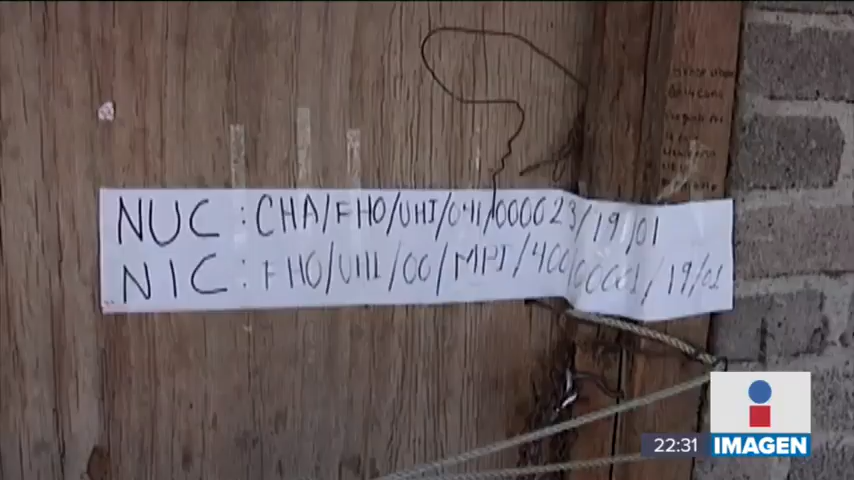 NUC : CHA/FHO/UHI/041/000023/19/01
NIC : FHO/UHI/00/MPI/400/00001/19/01
22:31 IMAGEN